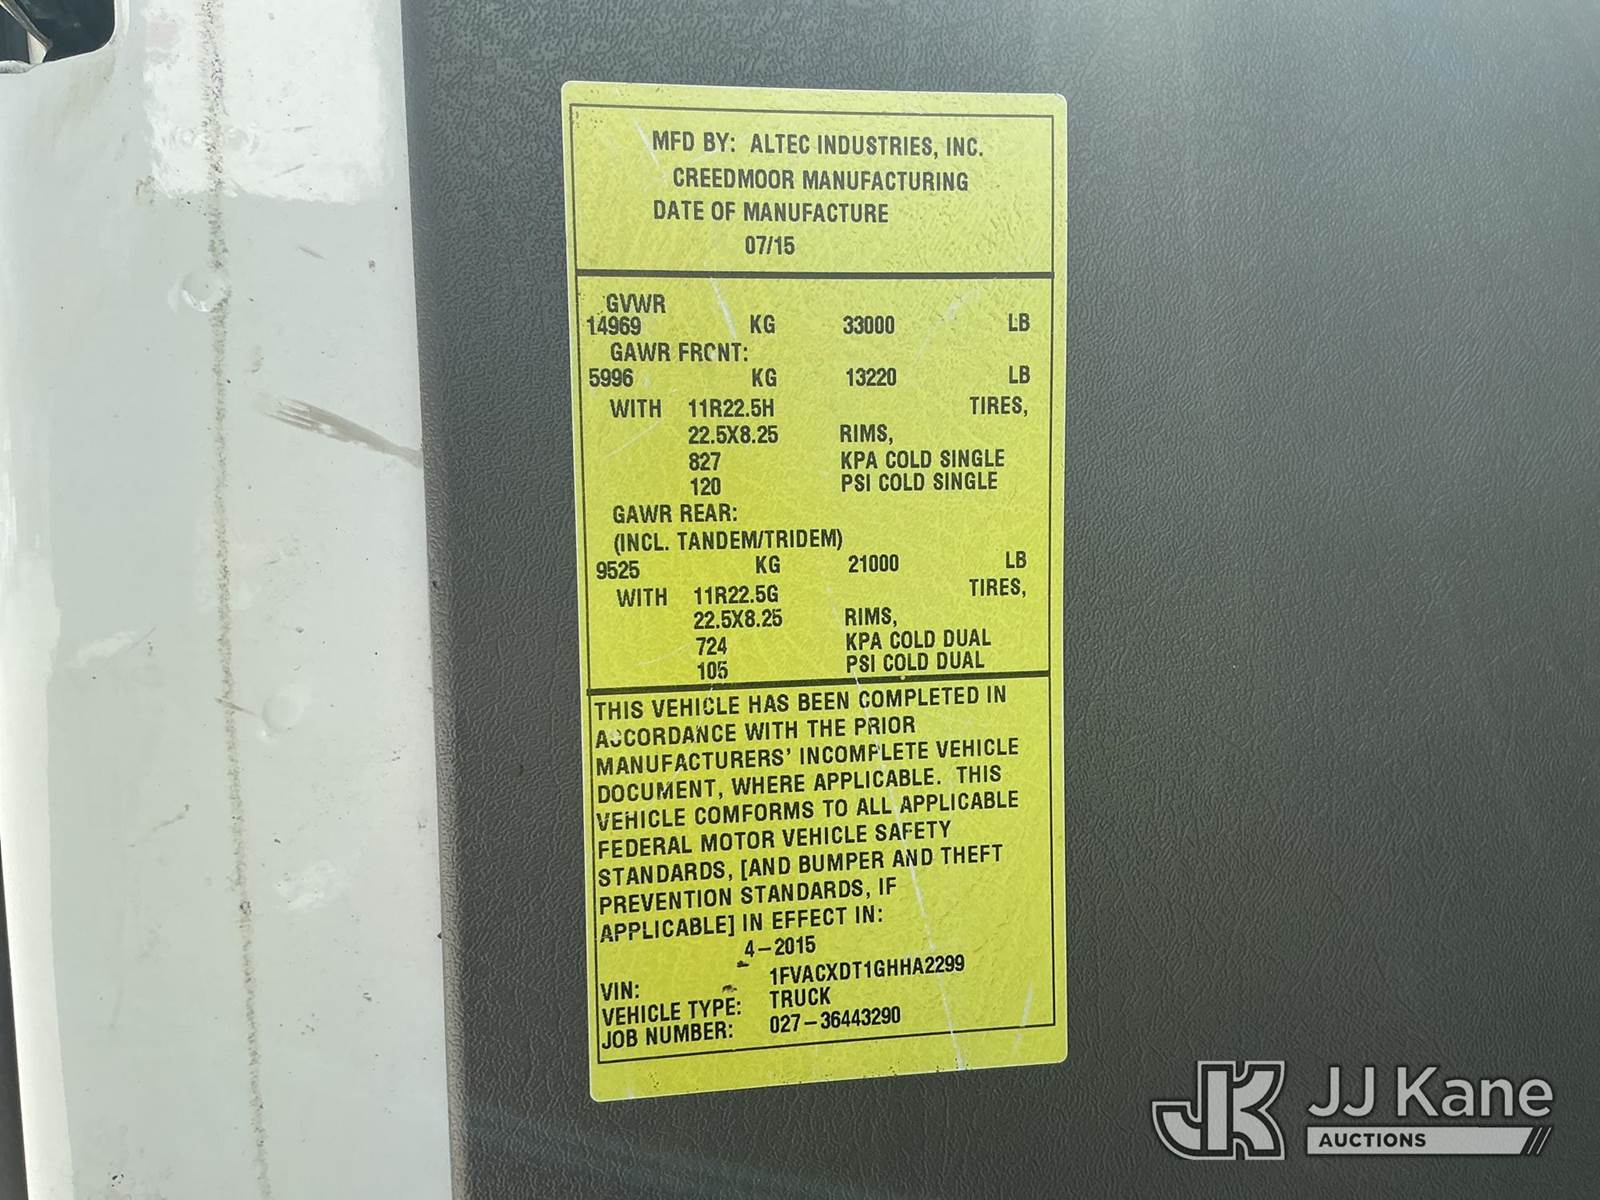 MFD BY: ALTEC INDUSTRIES, INC.
CREEDMOOR MANUFACTURING
DATE OF MANUFACTURE
07/15
GVWR
14969 KG 33000 LB
GAWR FRONT:
5996 KG 13220 LB
WITH 11R22.5H TIRES,
22.5X8.25 RIMS,
827 KPA COLD SINGLE
120 PSI COLD SINGLE
GAWR REAR:
(INCL. TANDEM/TRIDEM)
9525 KG 21000 LB
WITH 11R22.5G TIRES,
22.5X8.25 RIMS,
724 KPA COLD DUAL
105 PSI COLD DUAL
THIS VEHICLE HAS BEEN COMPLETED IN
ACCORDANCE WITH THE PRIOR
MANUFACTURERS' INCOMPLETE VEHICLE
DOCUMENT, WHERE APPLICABLE. THIS
VEHICLE COMFORMS TO ALL APPLICABLE
FEDERAL MOTOR VEHICLE SAFETY
STANDARDS, [AND BUMPER AND THEFT
PREVENTION STANDARDS, IF
APPLICABLE] IN EFFECT IN:
4-2015
VIN: 1FVACXDT1GHHA2299
VEHICLE TYPE: TRUCK
JOB NUMBER: 027-36443290
JK JJ Kane
AUCTIONS